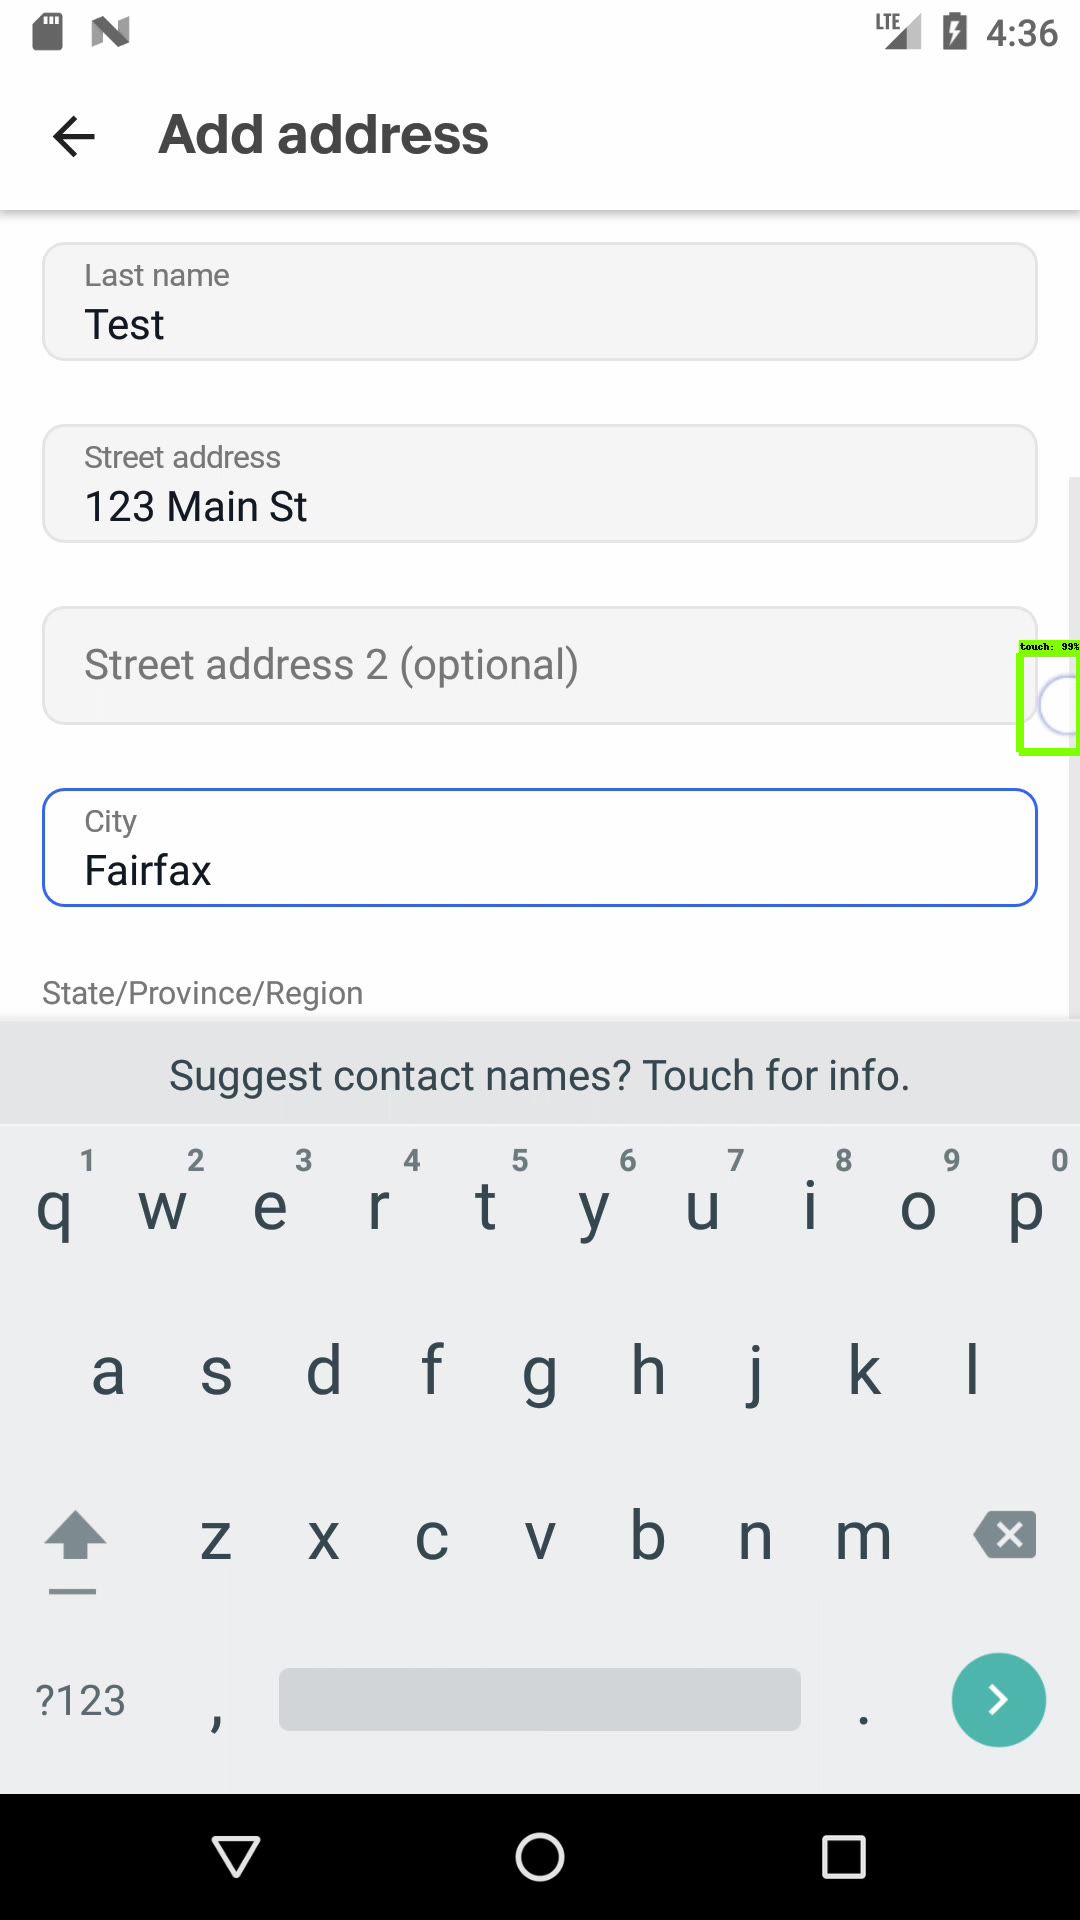 LTE 4:36
Add address
Last name
Test
Street address
123 Main St
Street address 2 (optional)
touch: 99%
City
Fairfax
State/Province/Region
Suggest contact names? Touch for info.
1 2 3 4 5 6 7 8 9 0
q w e r t y u i o p
a s d f g h j k l
z x c v b n m
?123 , .